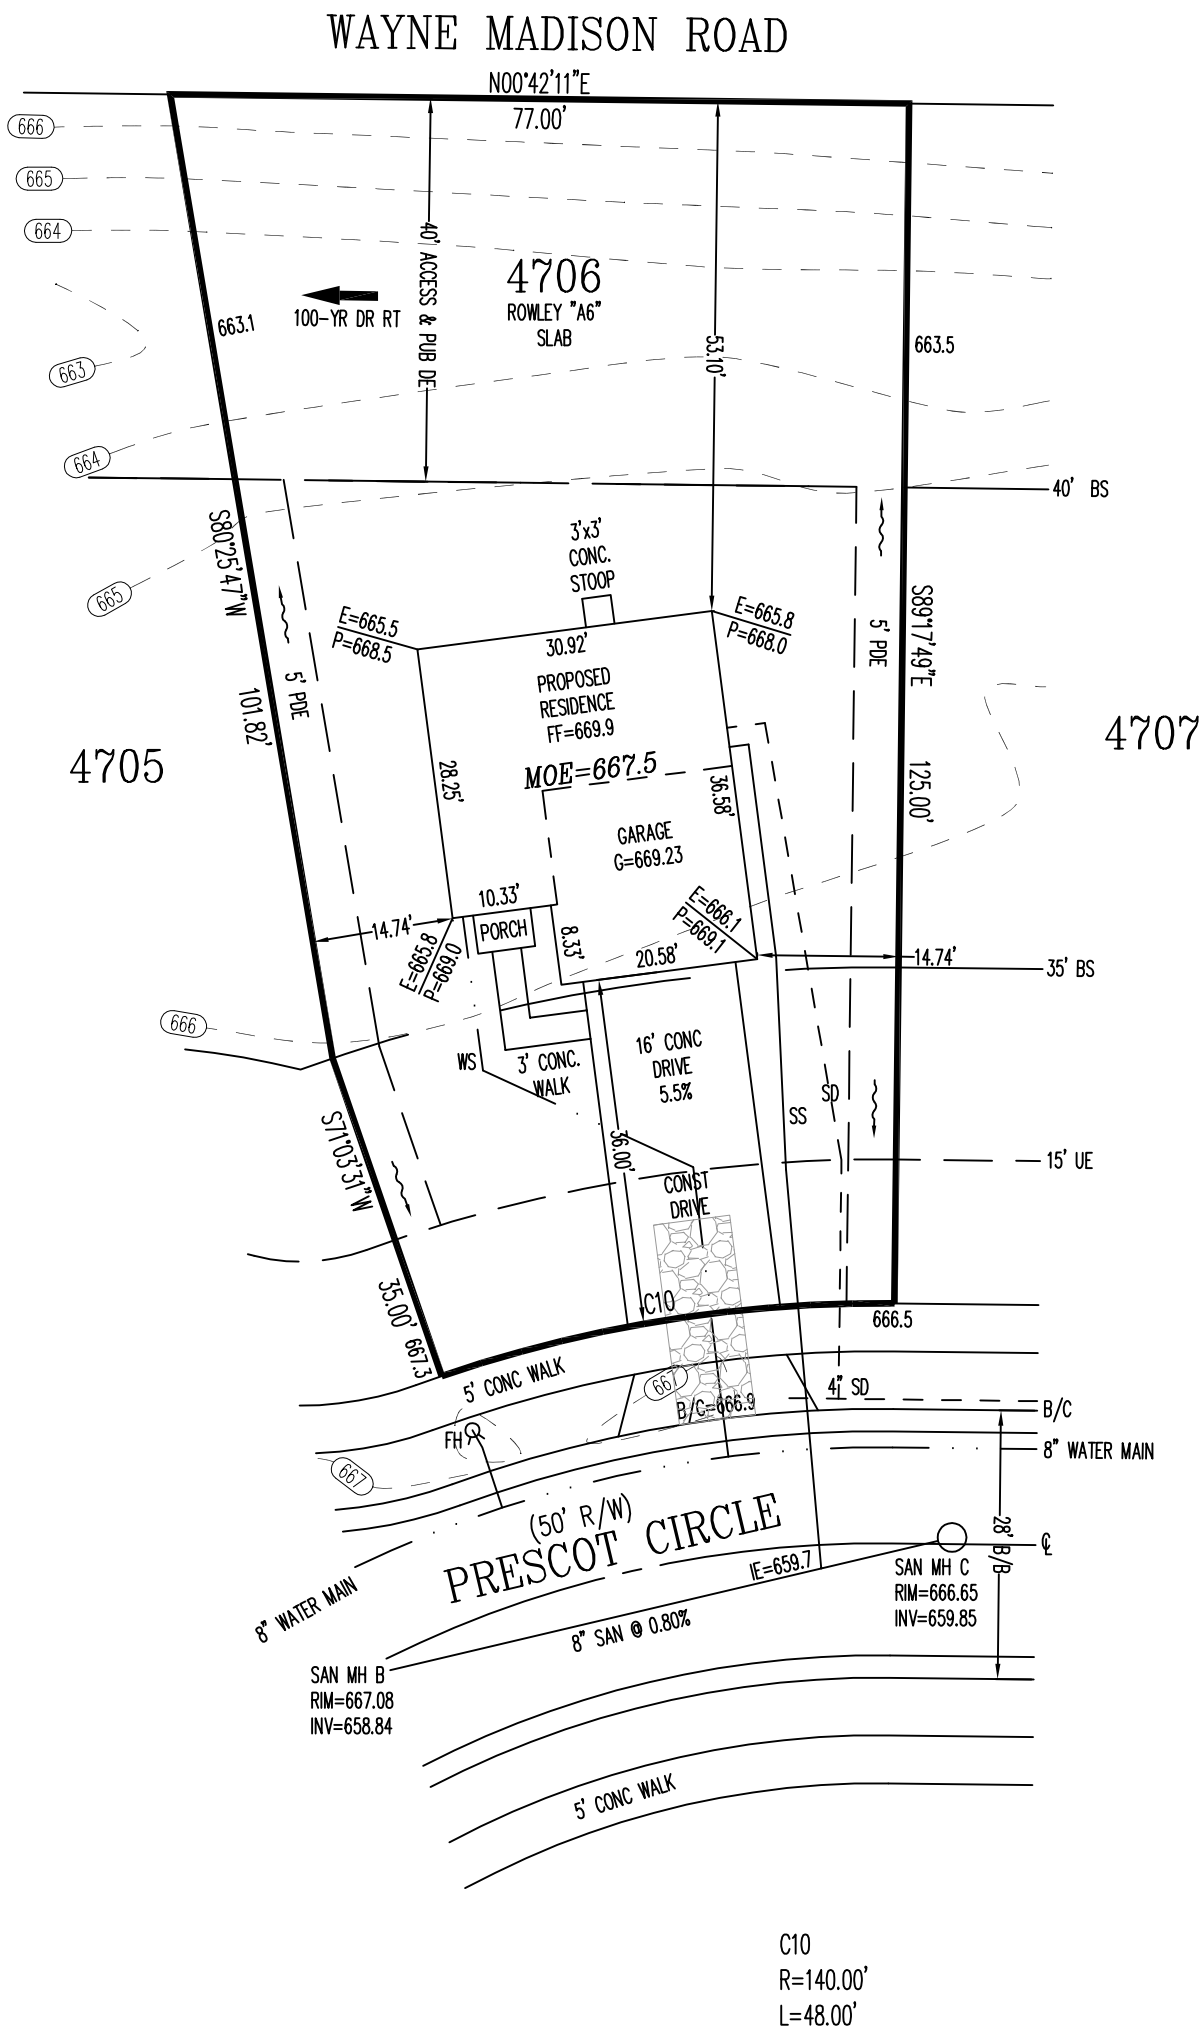 WAYNE MADISON ROAD
N00°42'11"E
77.00'
666
665
664
663
664
665
40' ACCESS & PUB DE
4706
ROWLEY "A6"
SLAB
100-YR DR RT
663.1
53.10'
663.5
40' BS
S80°25'47"W
101.82'
5' PDE
3'x3'
CONC.
STOOP
E=665.5
P=668.5
30.92'
E=665.8
P=668.0
5' PDE
S89°17'49"E
125.00'
PROPOSED
RESIDENCE
FF=669.9
MOE=667.5
4705
4707
28.25'
36.58'
GARAGE
G=669.23
10.33'
PORCH
8.33'
14.74'
E=665.8
P=669.0
E=666.1
P=669.1
20.58'
14.74'
35' BS
666
WS
3' CONC.
WALK
16' CONC
DRIVE
5.5%
SD
SS
S71°03'31"W
35.00'
36.00'
15' UE
CONST
DRIVE
C10
667.3
666.5
5' CONC WALK
667
B/C=666.9
4" SD
B/C
FH
667
8" WATER MAIN
(50' R/W)
PRESCOT CIRCLE
28' B/B
℄
IE=659.7
SAN MH C
RIM=666.65
INV=659.85
8" WATER MAIN
8" SAN @ 0.80%
SAN MH B
RIM=667.08
INV=658.84
5' CONC WALK
C10
R=140.00'
L=48.00'